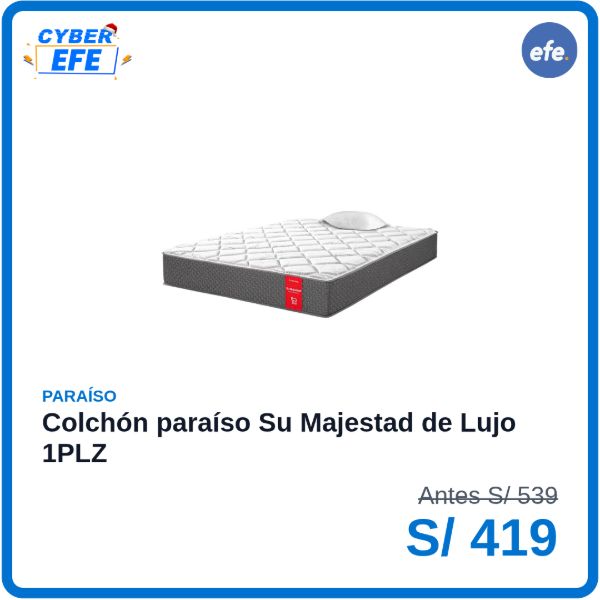 CYBER
EFE
efe.
PARAÍSO
Colchón paraíso Su Majestad de Lujo
1PLZ
Antes S/ 539
S/ 419